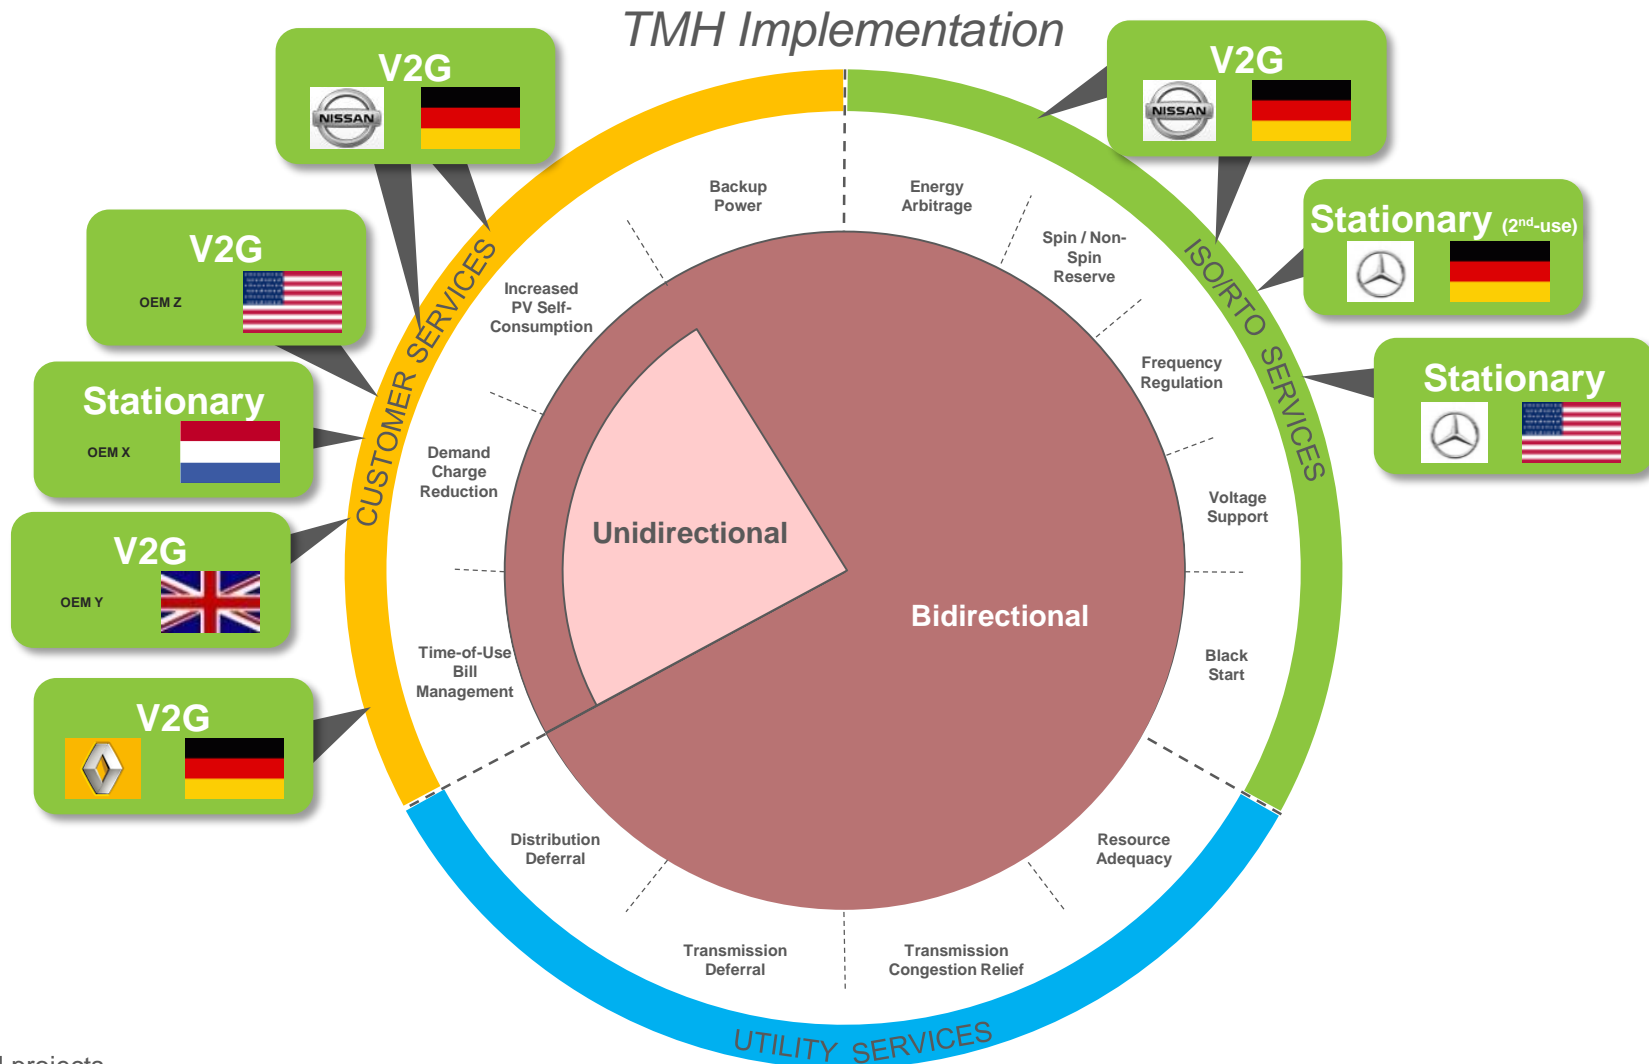 TMH Implementation
V2G
NISSAN
V2G
NISSAN
Stationary (2nd-use)
Stationary
V2G
OEM Z
Stationary
OEM X
V2G
OEM Y
V2G
CUSTOMER SERVICES
ISO/RTO SERVICES
UTILITY SERVICES
Backup
Power
Energy
Arbitrage
Spin / Non-
Spin
Reserve
Frequency
Regulation
Voltage
Support
Black
Start
Resource
Adequacy
Transmission
Congestion Relief
Transmission
Deferral
Distribution
Deferral
Time-of-Use
Bill
Management
Demand
Charge
Reduction
Increased
PV Self-
Consumption
Unidirectional
Bidirectional
projects